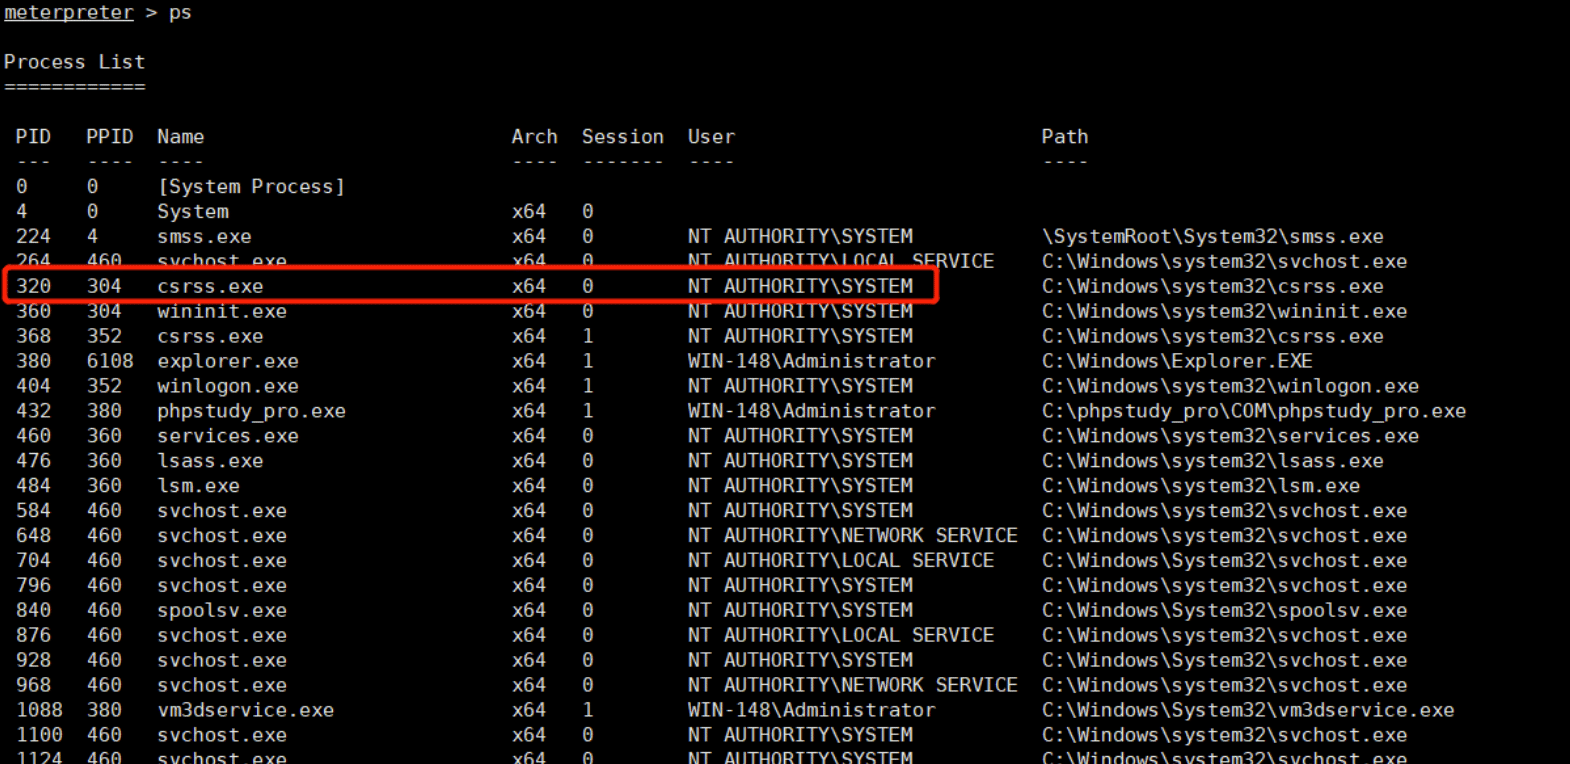 meterpreter > ps
Process List
============
PID PPID Name Arch Session User Path
--- ---- ---- ---- ------- ---- ----
0 0 [System Process]
4 0 System x64 0
224 4 smss.exe x64 0 NT AUTHORITY\SYSTEM \SystemRoot\System32\smss.exe
264 460 svchost.exe x64 0 NT AUTHORITY\LOCAL SERVICE C:\Windows\system32\svchost.exe
320 304 csrss.exe x64 0 NT AUTHORITY\SYSTEM C:\Windows\system32\csrss.exe
360 304 wininit.exe x64 0 NT AUTHORITY\SYSTEM C:\Windows\system32\wininit.exe
368 352 csrss.exe x64 1 NT AUTHORITY\SYSTEM C:\Windows\system32\csrss.exe
380 6108 explorer.exe x64 1 WIN-148\Administrator C:\Windows\Explorer.EXE
404 352 winlogon.exe x64 1 NT AUTHORITY\SYSTEM C:\Windows\system32\winlogon.exe
432 380 phpstudy_pro.exe x64 1 WIN-148\Administrator C:\phpstudy_pro\COM\phpstudy_pro.exe
460 360 services.exe x64 0 NT AUTHORITY\SYSTEM C:\Windows\system32\services.exe
476 360 lsass.exe x64 0 NT AUTHORITY\SYSTEM C:\Windows\system32\lsass.exe
484 360 lsm.exe x64 0 NT AUTHORITY\SYSTEM C:\Windows\system32\lsm.exe
584 460 svchost.exe x64 0 NT AUTHORITY\SYSTEM C:\Windows\system32\svchost.exe
648 460 svchost.exe x64 0 NT AUTHORITY\NETWORK SERVICE C:\Windows\system32\svchost.exe
704 460 svchost.exe x64 0 NT AUTHORITY\LOCAL SERVICE C:\Windows\System32\svchost.exe
796 460 svchost.exe x64 0 NT AUTHORITY\SYSTEM C:\Windows\system32\svchost.exe
840 460 spoolsv.exe x64 0 NT AUTHORITY\SYSTEM C:\Windows\System32\spoolsv.exe
876 460 svchost.exe x64 0 NT AUTHORITY\LOCAL SERVICE C:\Windows\system32\svchost.exe
928 460 svchost.exe x64 0 NT AUTHORITY\SYSTEM C:\Windows\System32\svchost.exe
968 460 svchost.exe x64 0 NT AUTHORITY\NETWORK SERVICE C:\Windows\system32\svchost.exe
1088 380 vm3dservice.exe x64 1 WIN-148\Administrator C:\Windows\System32\vm3dservice.exe
1100 460 svchost.exe x64 0 NT AUTHORITY\SYSTEM C:\Windows\system32\svchost.exe
1124 460 svchost.exe x64 0 NT AUTHORITY\SYSTEM C:\Windows\system32\svchost.exe